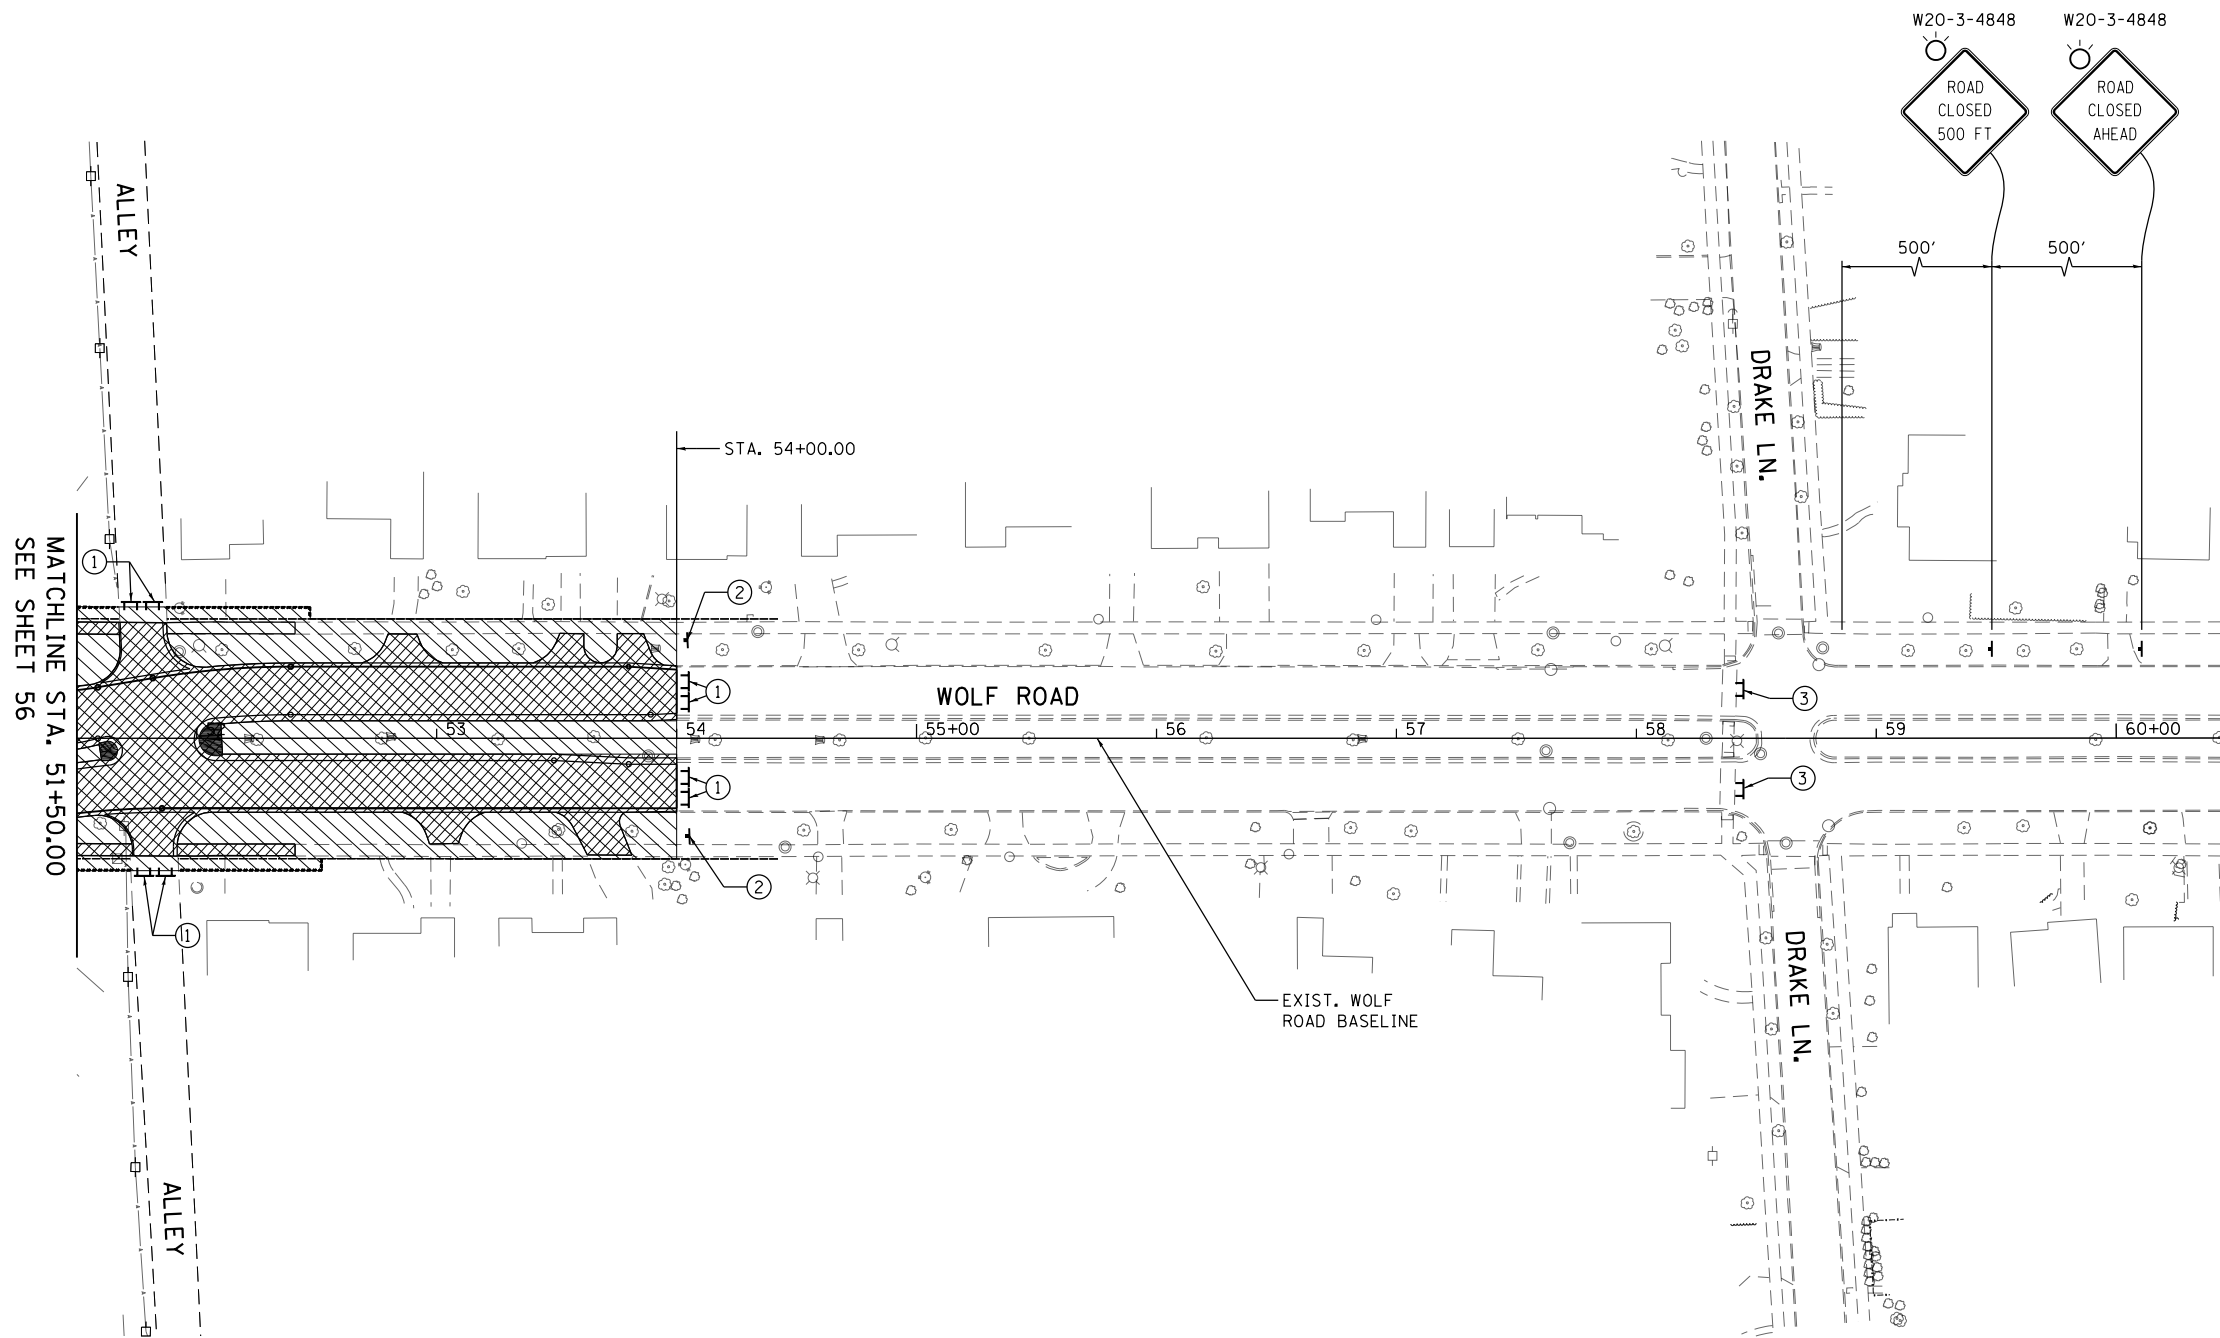 W20-3-4848
W20-3-4848
ROAD
CLOSED
500 FT
ROAD
CLOSED
AHEAD
500'
500'
ALLEY
DRAKE LN.
STA. 54+00.00
MATCHLINE STA. 51+50.00
SEE SHEET 56
1
2
1
3
WOLF ROAD
53
54
55+00
56
57
58
59
60+00
1
3
2
1
EXIST. WOLF
ROAD BASELINE
DRAKE LN.
ALLEY